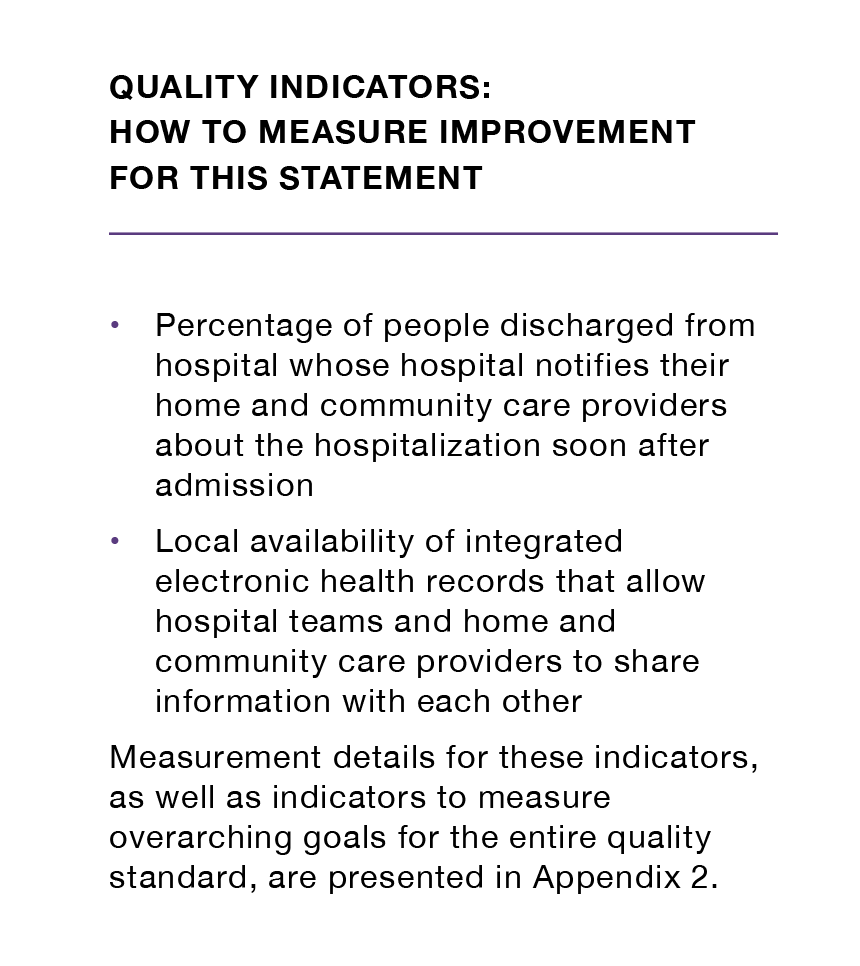 QUALITY INDICATORS:
HOW TO MEASURE IMPROVEMENT
FOR THIS STATEMENT
• Percentage of people discharged from
hospital whose hospital notifies their
home and community care providers
about the hospitalization soon after
admission
• Local availability of integrated
electronic health records that allow
hospital teams and home and
community care providers to share
information with each other
Measurement details for these indicators,
as well as indicators to measure
overarching goals for the entire quality
standard, are presented in Appendix 2.